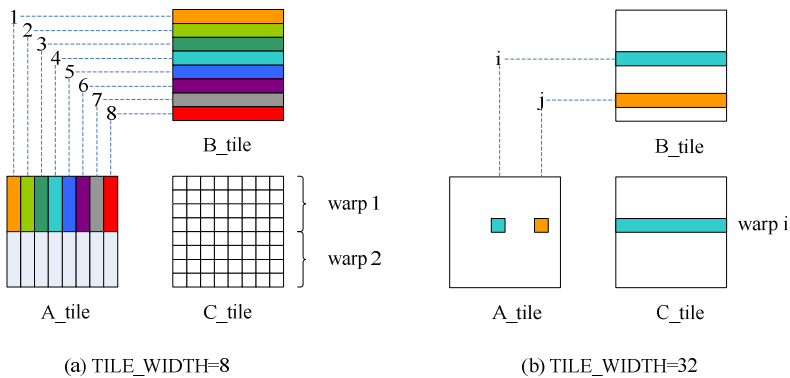 1
2
3
4
5
6
7
8
B_tile
warp 1
warp 2
A_tile
C_tile
(a) TILE_WIDTH=8
i
j
B_tile
warp i
A_tile
C_tile
(b) TILE_WIDTH=32